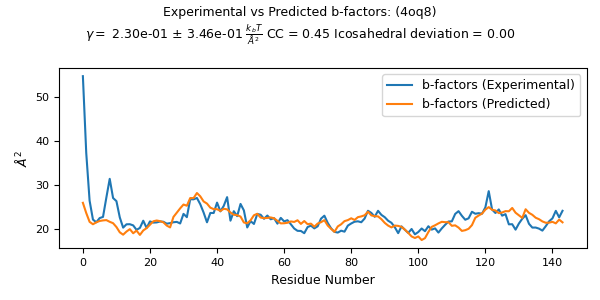 Experimental vs Predicted b-factors: (4oq8)
γ = 2.30e-01 ± 3.46e-01 k_bT/Å² CC = 0.45 Icosahedral deviation = 0.00
b-factors (Experimental)
b-factors (Predicted)
50
40
30
20
Å²
0 20 40 60 80 100 120 140
Residue Number